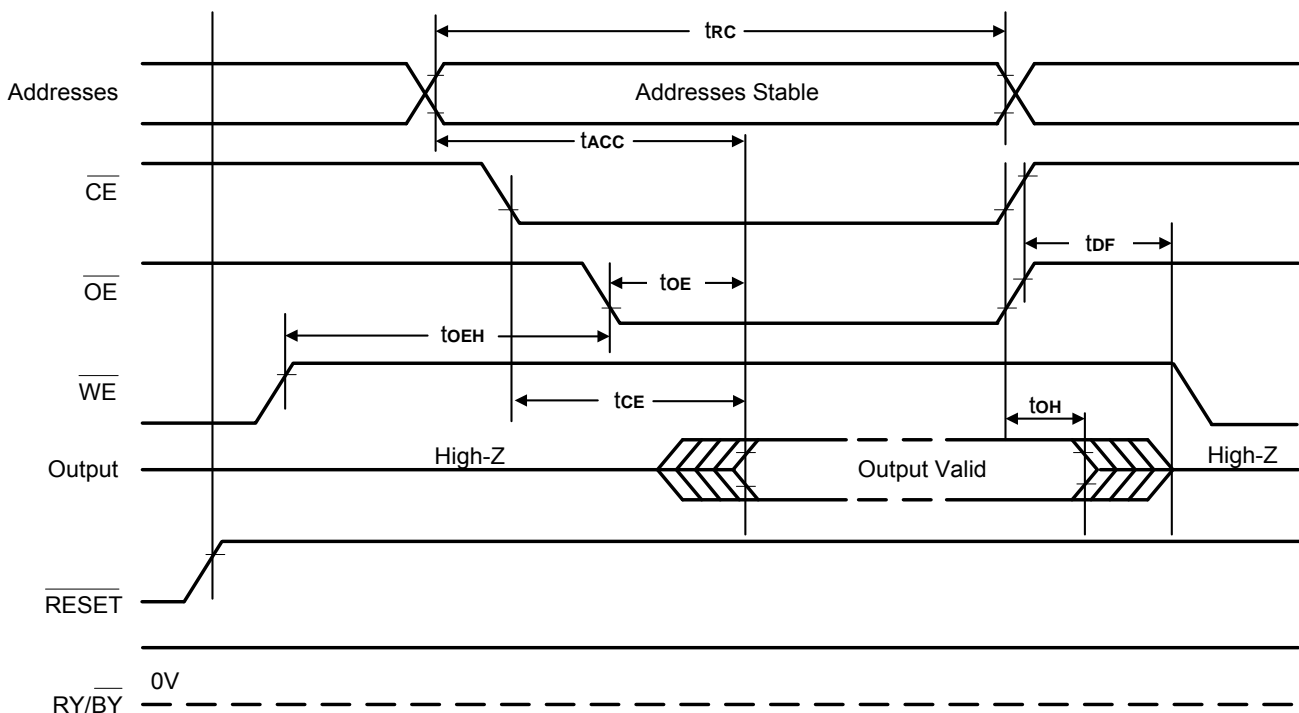 tRC
Addresses
Addresses Stable
tACC
CE
tDF
OE
tOE
tOEH
WE
tCE
tOH
Output
High-Z
Output Valid
High-Z
RESET
0V
RY/BY